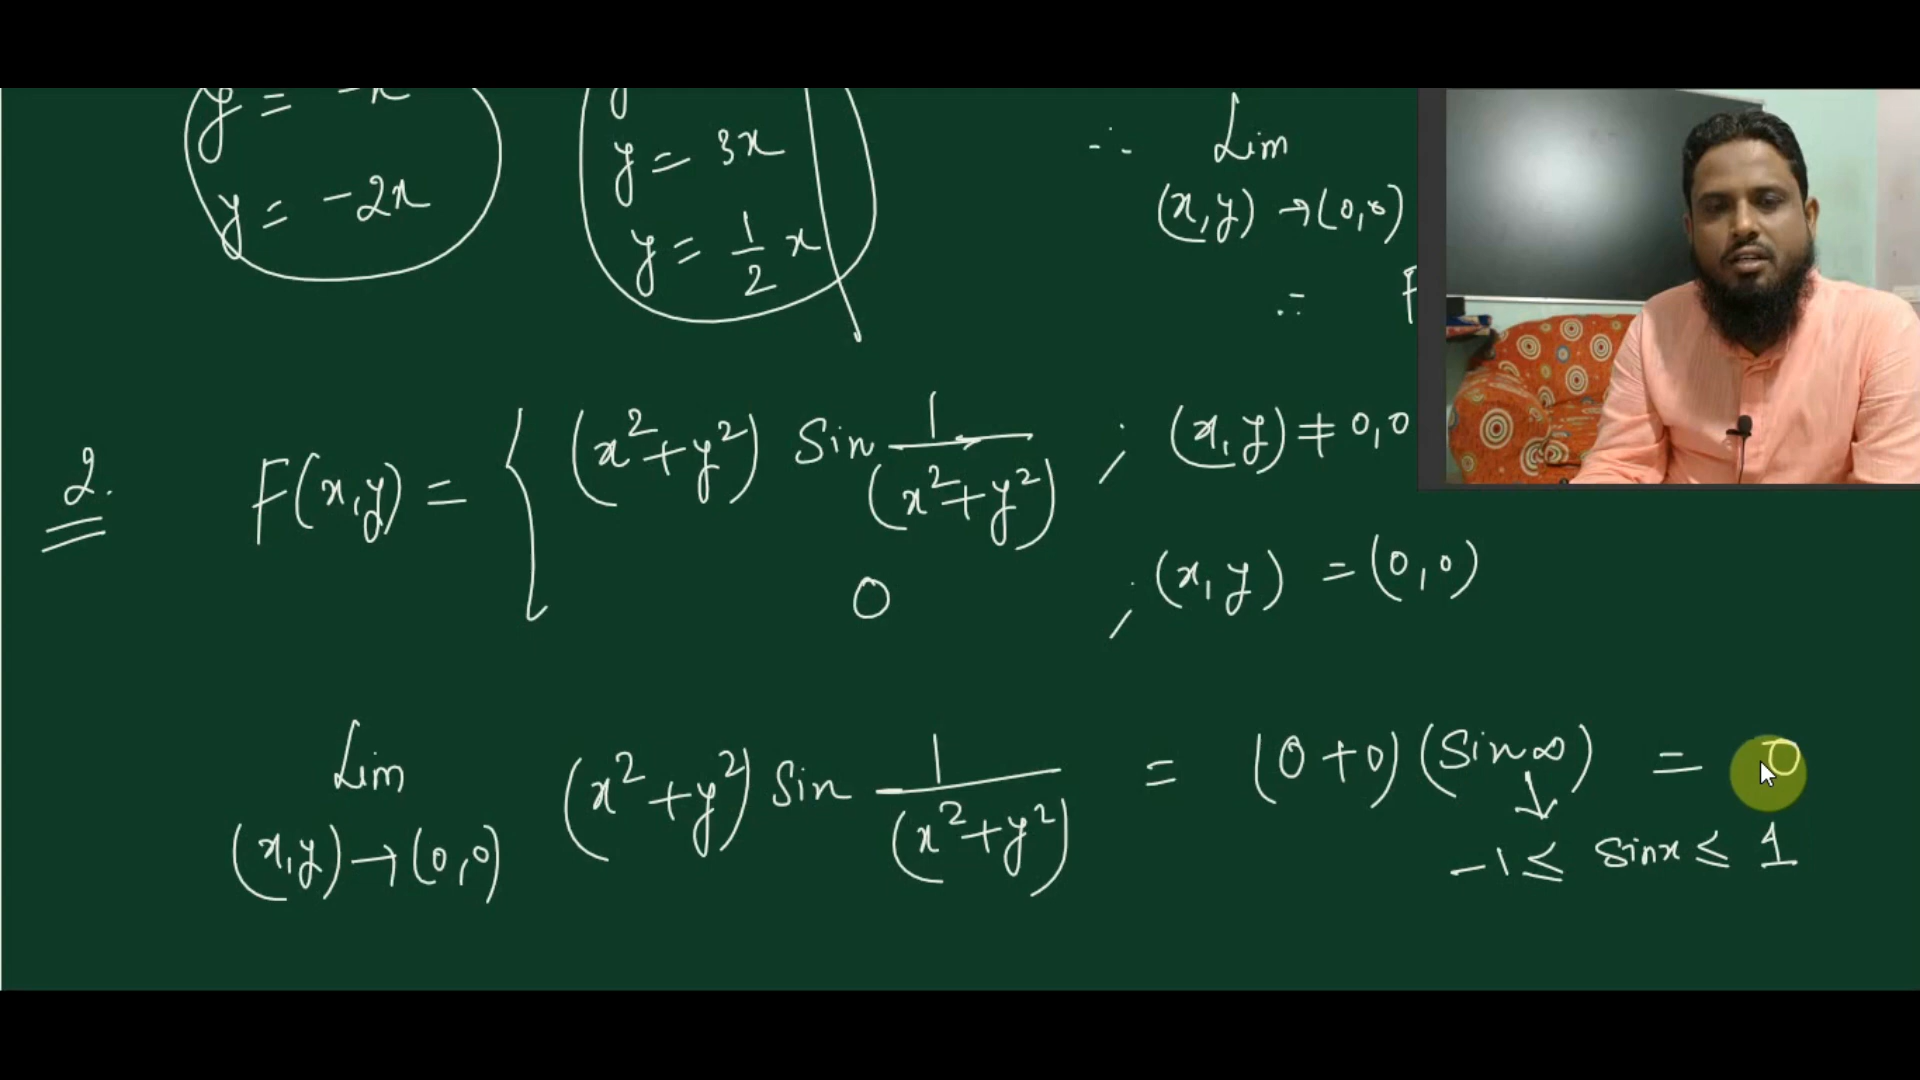 y = -x
y = -2x
y = 3x
y = 1/2 x
∴ Lim
(x,y) → (0,0)
∴ F
2. F(x,y) = { (x²+y²) Sin 1/(x²+y²) ; (x,y) ≠ 0,0
0 ; (x,y) = (0,0)
Lim (x²+y²) Sin 1/(x²+y²) = (0+0) (Sin ∞) = 0
(x,y) → (0,0)
↓
-1 ≤ sinx ≤ 1